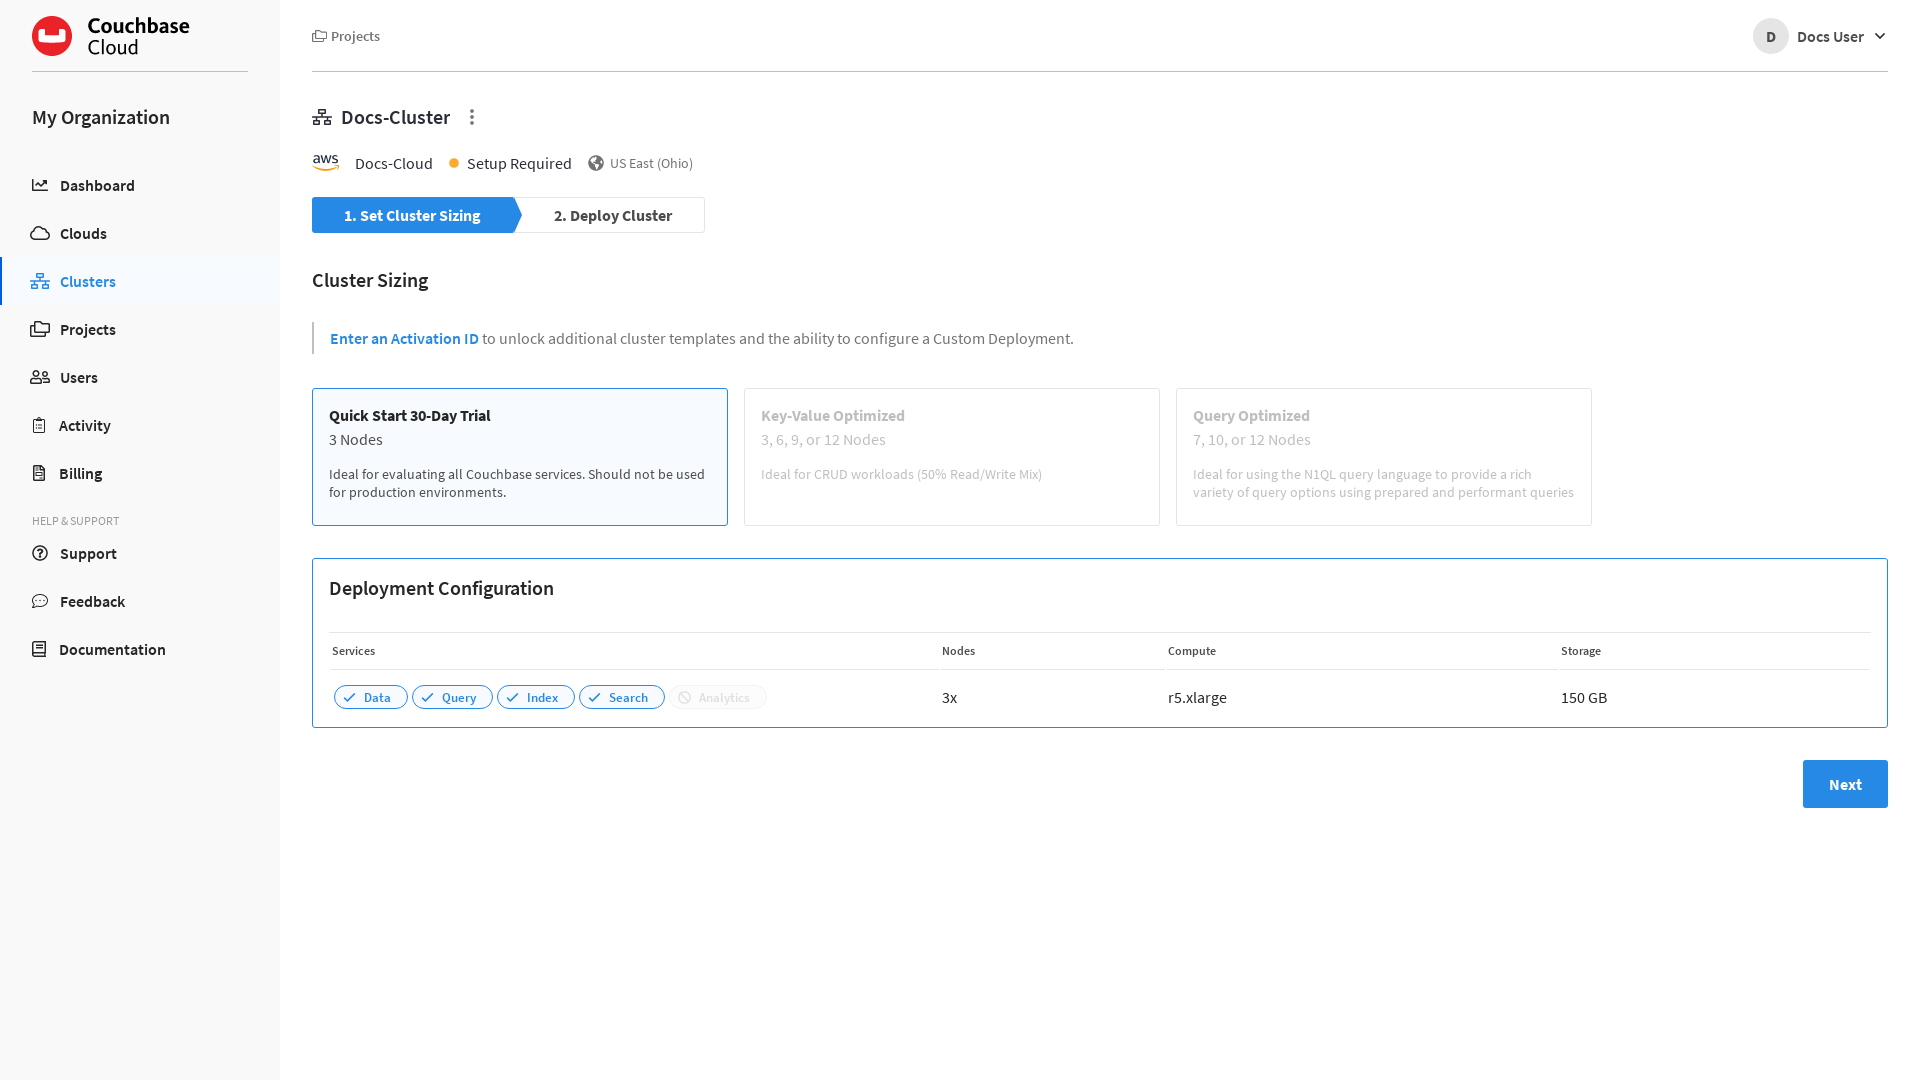 Couchbase
Cloud
My Organization
Dashboard
Clouds
Clusters
Projects
Users
Activity
Billing
HELP & SUPPORT
Support
Feedback
Documentation
Projects
D Docs User
Docs-Cluster
aws Docs-Cloud Setup Required US East (Ohio)
1. Set Cluster Sizing 2. Deploy Cluster
Cluster Sizing
Enter an Activation ID to unlock additional cluster templates and the ability to configure a Custom Deployment.
Quick Start 30-Day Trial
3 Nodes
Ideal for evaluating all Couchbase services. Should not be used
for production environments.
Key-Value Optimized
3, 6, 9, or 12 Nodes
Ideal for CRUD workloads (50% Read/Write Mix)
Query Optimized
7, 10, or 12 Nodes
Ideal for using the N1QL query language to provide a rich
variety of query options using prepared and performant queries
Deployment Configuration
Services Nodes Compute Storage
Data Query Index Search Analytics 3x r5.xlarge 150 GB
Next